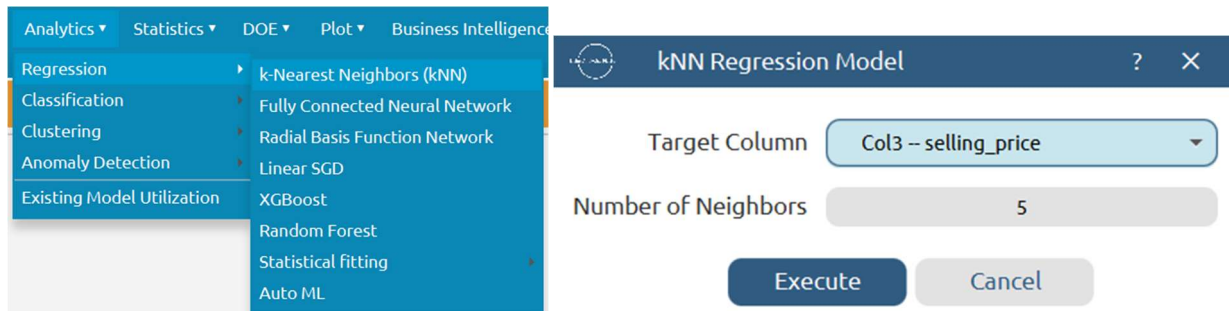 Analytics ▾ Statistics ▾ DOE ▾ Plot ▾ Business Intelligence
Regression
Classification
Clustering
Anomaly Detection
Existing Model Utilization
k-Nearest Neighbors (kNN)
Fully Connected Neural Network
Radial Basis Function Network
Linear SGD
XGBoost
Random Forest
Statistical fitting
Auto ML
kNN Regression Model ? ×
Target Column Col3 -- selling_price
Number of Neighbors 5
Execute Cancel